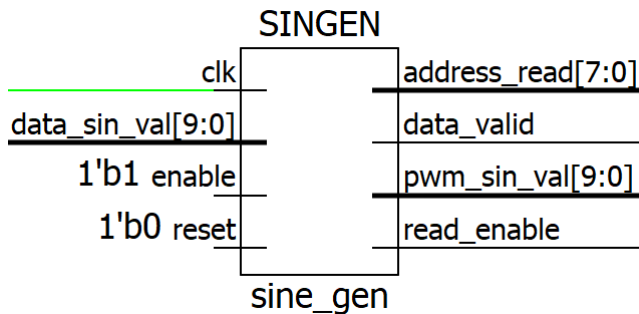 SINGEN
clk
address_read[7:0]
data_sin_val[9:0]
data_valid
1'b1 enable
pwm_sin_val[9:0]
1'b0 reset
read_enable
sine_gen